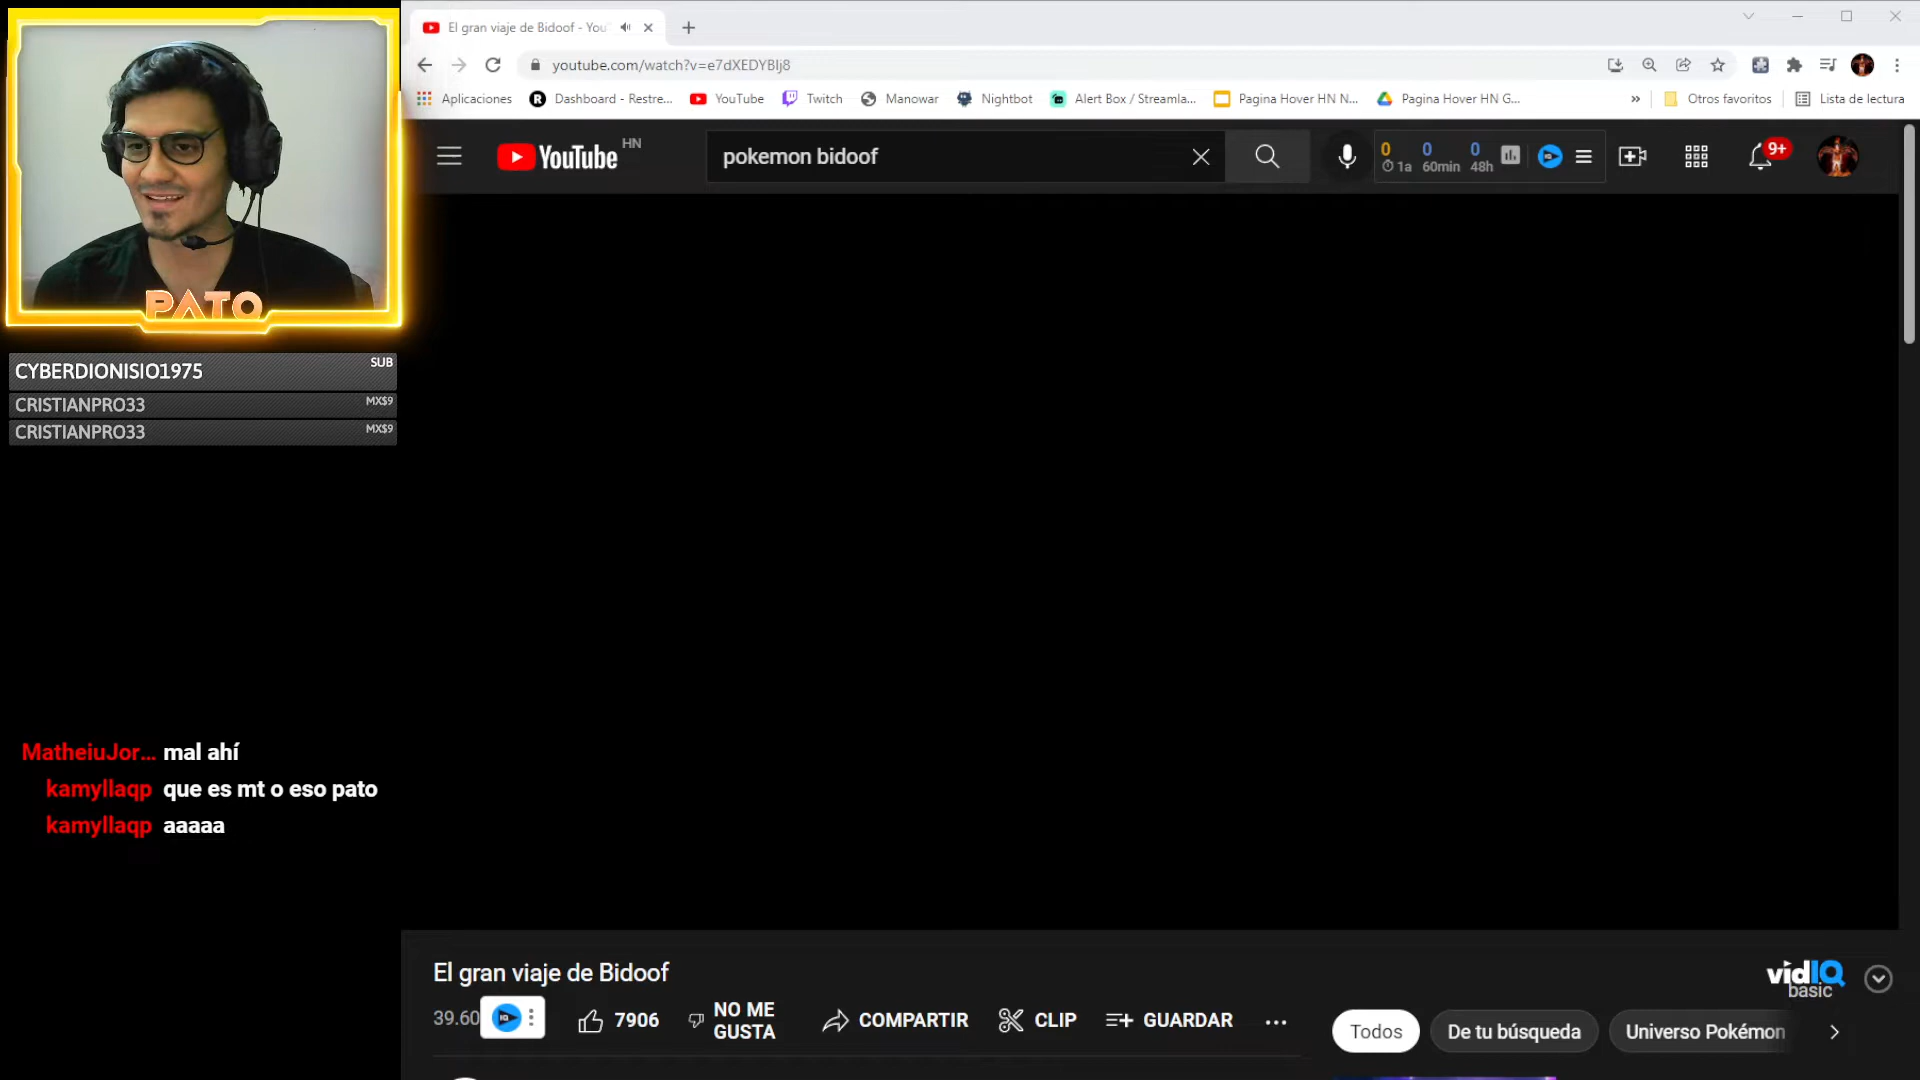 El gran viaje de Bidoof - You
youtube.com/watch?v=e7dXEDYBlj8
Aplicaciones
Dashboard - Restre...
YouTube
Twitch
Manowar
Nightbot
Alert Box / Streamla...
Pagina Hover HN N...
Pagina Hover HN G...
»
Otros favoritos
Lista de lectura
YouTube HN
pokemon bidoof
0 0 0
1a 60min 48h
9+
PATO
CYBERDIONISIO1975 SUB
CRISTIANPRO33 MX$9
CRISTIANPRO33 MX$9
MatheiuJor... mal ahí
kamyllaqp que es mt o eso pato
kamyllaqp aaaaa
El gran viaje de Bidoof
39.60
IQ
7906
NO ME
GUSTA
COMPARTIR
CLIP
GUARDAR
vidIQ
basic
Todos
De tu búsqueda
Universo Pokémon